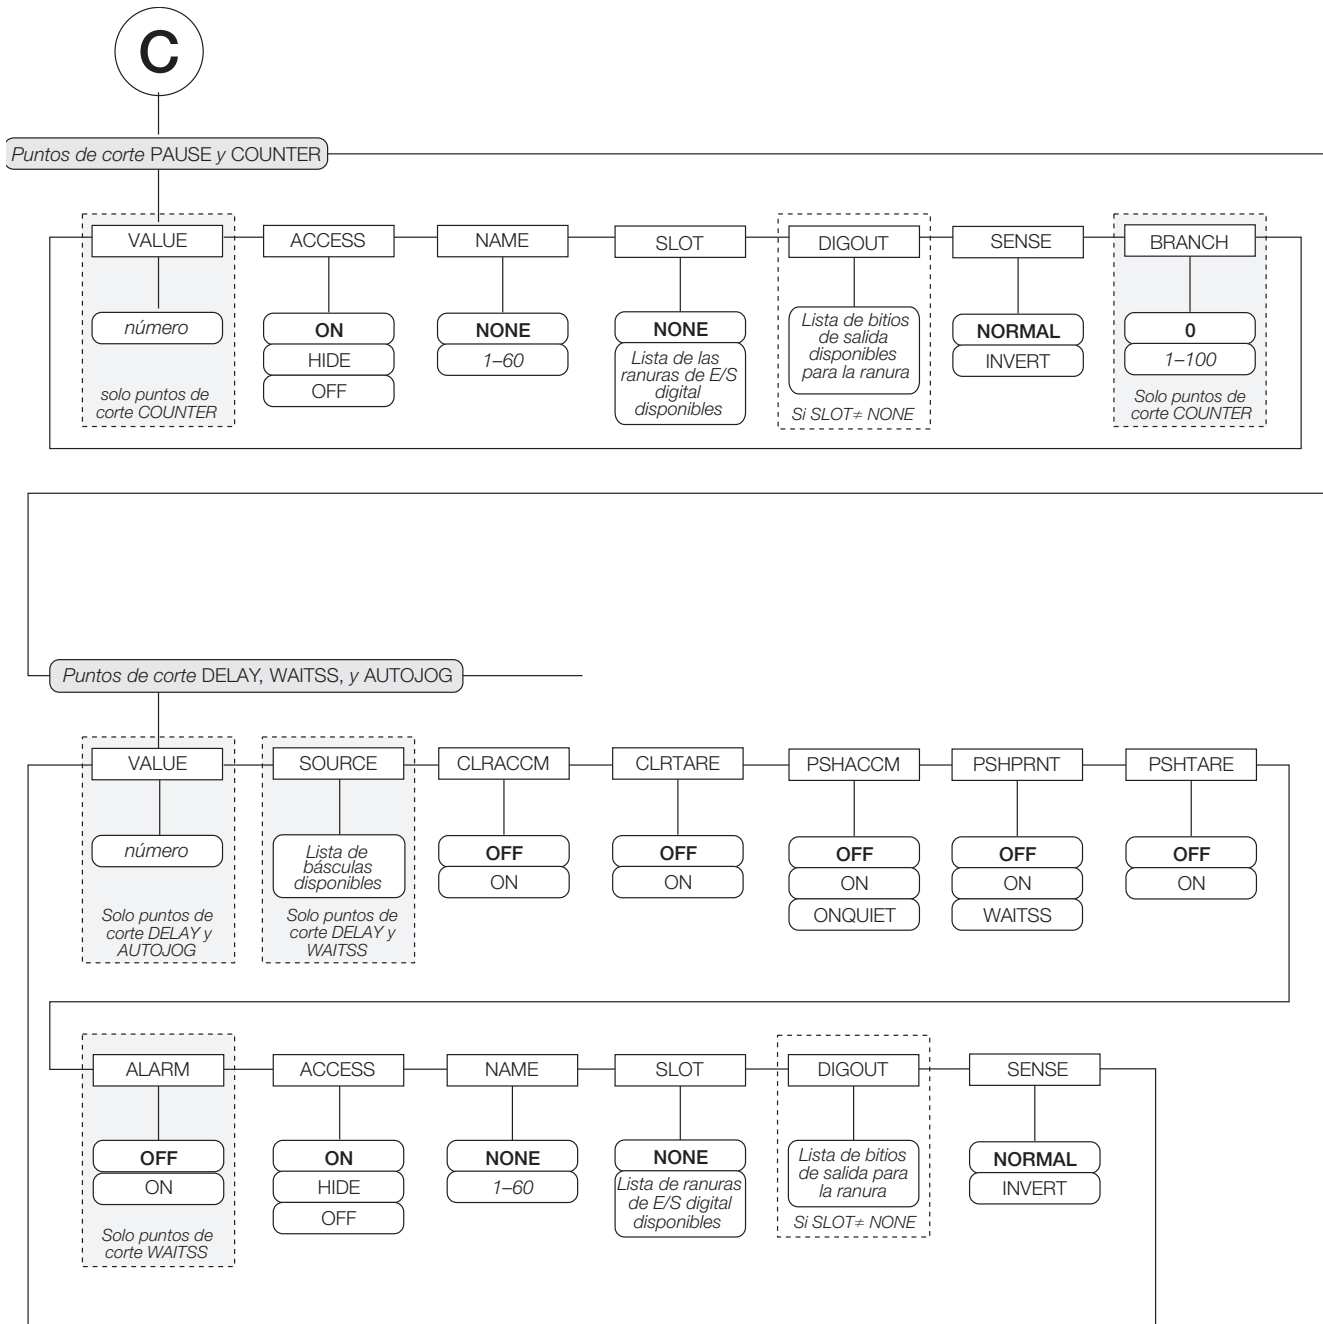 C
Puntos de corte PAUSE y COUNTER
VALUE
ACCESS
NAME
SLOT
DIGOUT
SENSE
BRANCH
número
solo puntos de
corte COUNTER
ON
HIDE
OFF
NONE
1–60
NONE
Lista de las
ranuras de E/S
digital
disponibles
Lista de bitios
de salida
disponibles
para la ranura
Si SLOT≠ NONE
NORMAL
INVERT
0
1–100
Solo puntos de
corte COUNTER
Puntos de corte DELAY, WAITSS, y AUTOJOG
VALUE
SOURCE
CLRACCM
CLRTARE
PSHACCM
PSHPRNT
PSHTARE
número
Solo puntos de
corte DELAY y
AUTOJOG
Lista de
básculas
disponibles
Solo puntos de
corte DELAY y
WAITSS
OFF
ON
OFF
ON
OFF
ON
ONQUIET
OFF
ON
WAITSS
OFF
ON
ALARM
ACCESS
NAME
SLOT
DIGOUT
SENSE
OFF
ON
Solo puntos de
corte WAITSS
ON
HIDE
OFF
NONE
1–60
NONE
Lista de ranuras
de E/S digital
disponibles
Lista de bitios
de salida para
la ranura
Si SLOT≠ NONE
NORMAL
INVERT